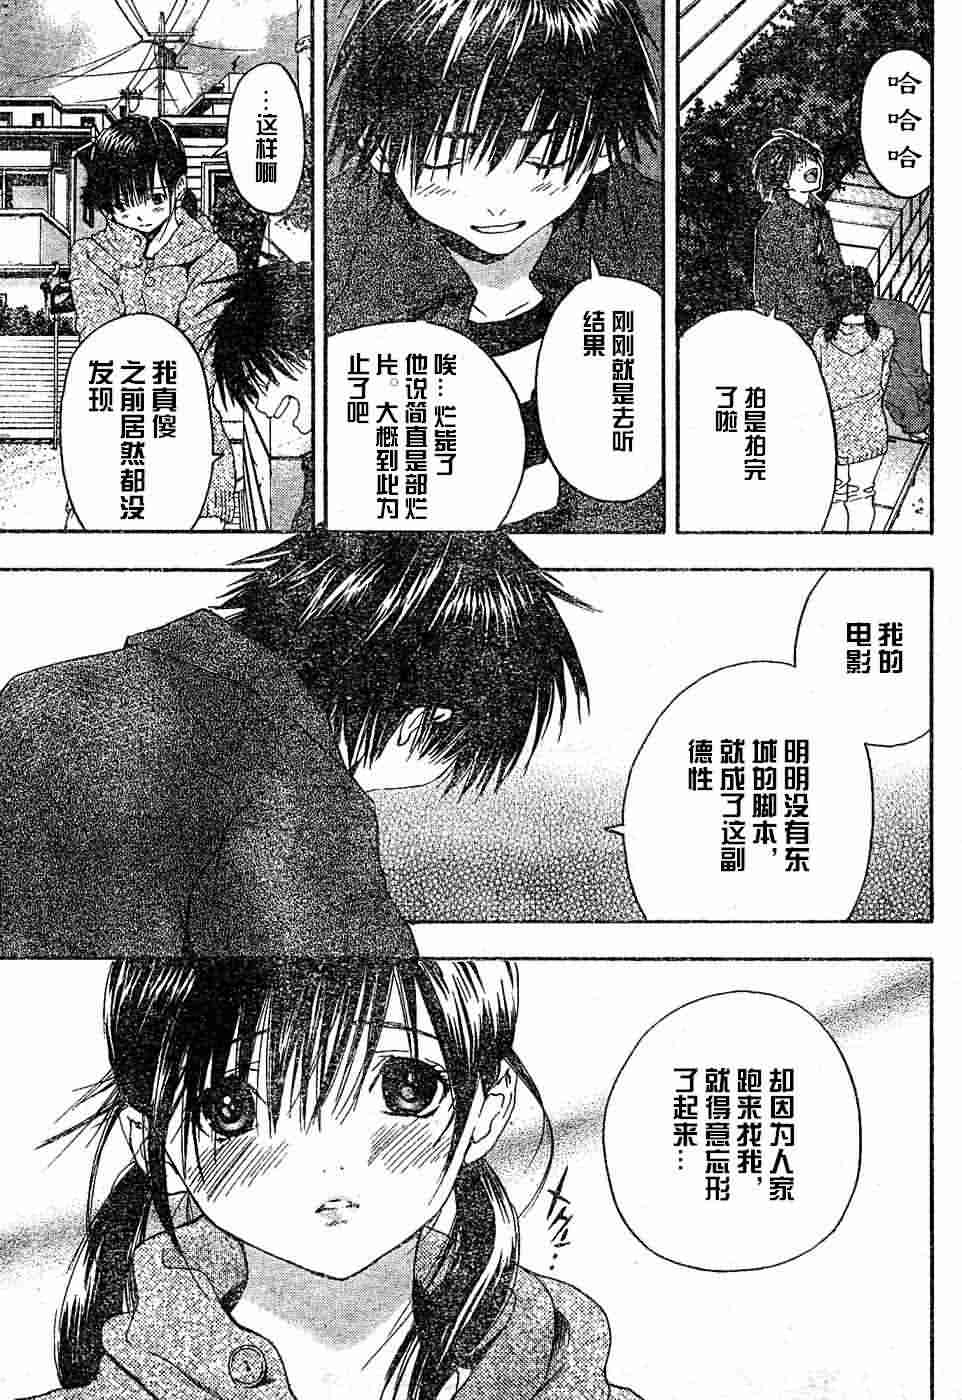 哈哈哈
拍是拍完
了啦
刚刚就是去听
结果
唉…烂毙了
他说简直是部烂
片。大概到此为
止了吧
…这样啊
我真傻
之前居然都没
发现
我的
电影
明明没有东
城的脚本，
就成了这副
德性
却因为人家
跑来找我，
就得意忘形
了起来…